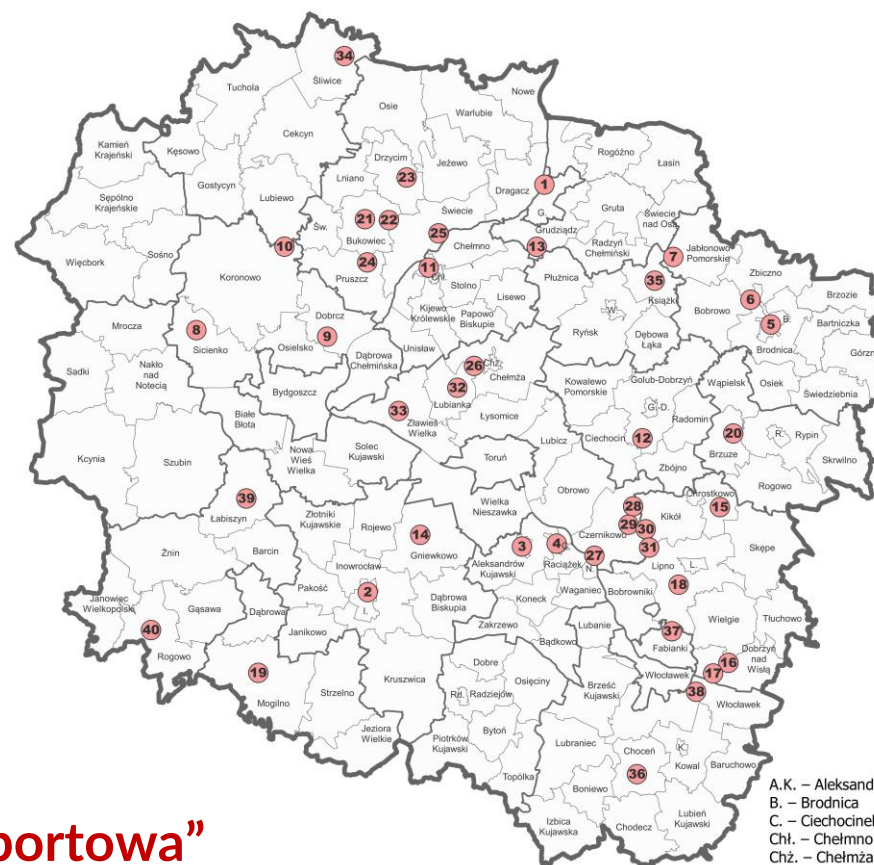 34
Śliwice
Tuchola
Nowe
Osie
Warlubie
Cekcyn
Kamień
Krajeński
Kęsowo
Drzycim
Rogóźno
Łasin
Lniano
23
Jeżewo
Gostycyn
Dragacz
1
Sępólno
Krajeńskie
Lubiewo
Świecie
G.
Gruta
Św.
21
22
Bukowiec
25
Grudziądz
Świecie
nad Osą
Sośno
10
Chełmno
13
Radzyń
Chełmiński
7
Jabłonowo
Pomorskie
Więcbork
Koronowo
24
Pruszcz
11
Chł.
Płużnica
35
Zbiczno
Stolno
Książki
6
Brzozie
Mrocza
8
Dobrcz
9
Kijewo
Królewskie
Lisewo
Papowo
Biskupie
W.
Bobrowo
5
B.
Bartniczka
Sicienko
Osielsko
Unisław
Ryńsk
Dębowa
Łąka
Brodnica
Górzn
Sadki
Nakło
nad
Notecią
Dąbrowa
Chełmińska
26
Chż.
Chełmża
Kowalewo
Pomorskie
Golub-Dobrzyń
Wąpielsk
Osiek
Świedziebnia
Bydgoszcz
32
Łubianka
33
Zławieś
Wielka
Łysomice
G.-D.
Radomin
Białe
Błota
Ciechocin
12
20
R.
Rypin
Kcynia
Szubin
Nowa
Wieś
Wielka
Solec
Kujawski
Toruń
Lubicz
Zbójno
Brzuze
Skrwilno
Rogowo
39
Łabiszyn
Złotniki
Kujawskie
Rojewo
Wielka
Nieszawka
Obrowo
28
Chrostkowo
15
Kikół
29
30
Czernikowo
14
Gniewkowo
3
4
C.
31
Żnin
Barcin
Aleksandrów
Kujawski
Raciążek
27
N.
Lipno
L.
Skępe
Inowrocław
2
Pakość
18
Janowiec
Wielkopolski
Gąsawa
Dąbrowa
Dąbrowa
Biskupia
Koneck
Waganiec
Bobrowniki
40
Janikowo
Zakrzewo
Lubanie
Wielgie
Tłuchowo
Bądkowo
37
Fabianki
Dobrzyń
nad
Wisłą
Rogowo
19
Mogilno
Strzelno
Kruszwica
Dobre
Osięciny
Brześć
Kujawski
Włocławek
16
17
Rd.
Radziejów
38
Włocławek
Jeziora
Wielkie
Piotrków
Kujawski
Bytoń
Lubraniec
Choceń
K.
Kowal
Baruchowo
Topólka
36
Boniewo
Izbica
Kujawska
Chodecz
Lubień
Kujawski
A.K. – Aleksand
B. – Brodnica
C. – Ciechocinel
Chł. – Chełmno
Chż. – Chełmża
portowa”